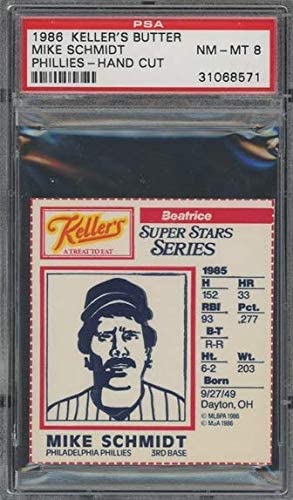 PSA
1986 KELLER'S BUTTER
MIKE SCHMIDT NM-MT 8
PHILLIES-HAND CUT
31068571
Keller's
A TREAT TO EAT
Beatrice
SUPER STARS
SERIES
1985
H HR
152 33
RBI Pct.
93 .277
B-T
R-R
Ht. Wt.
6-2 203
Born
9/27/49
Dayton, OH
© MLBPA 1986
© MsA 1986
MIKE SCHMIDT
PHILADELPHIA PHILLIES 3RD BASE